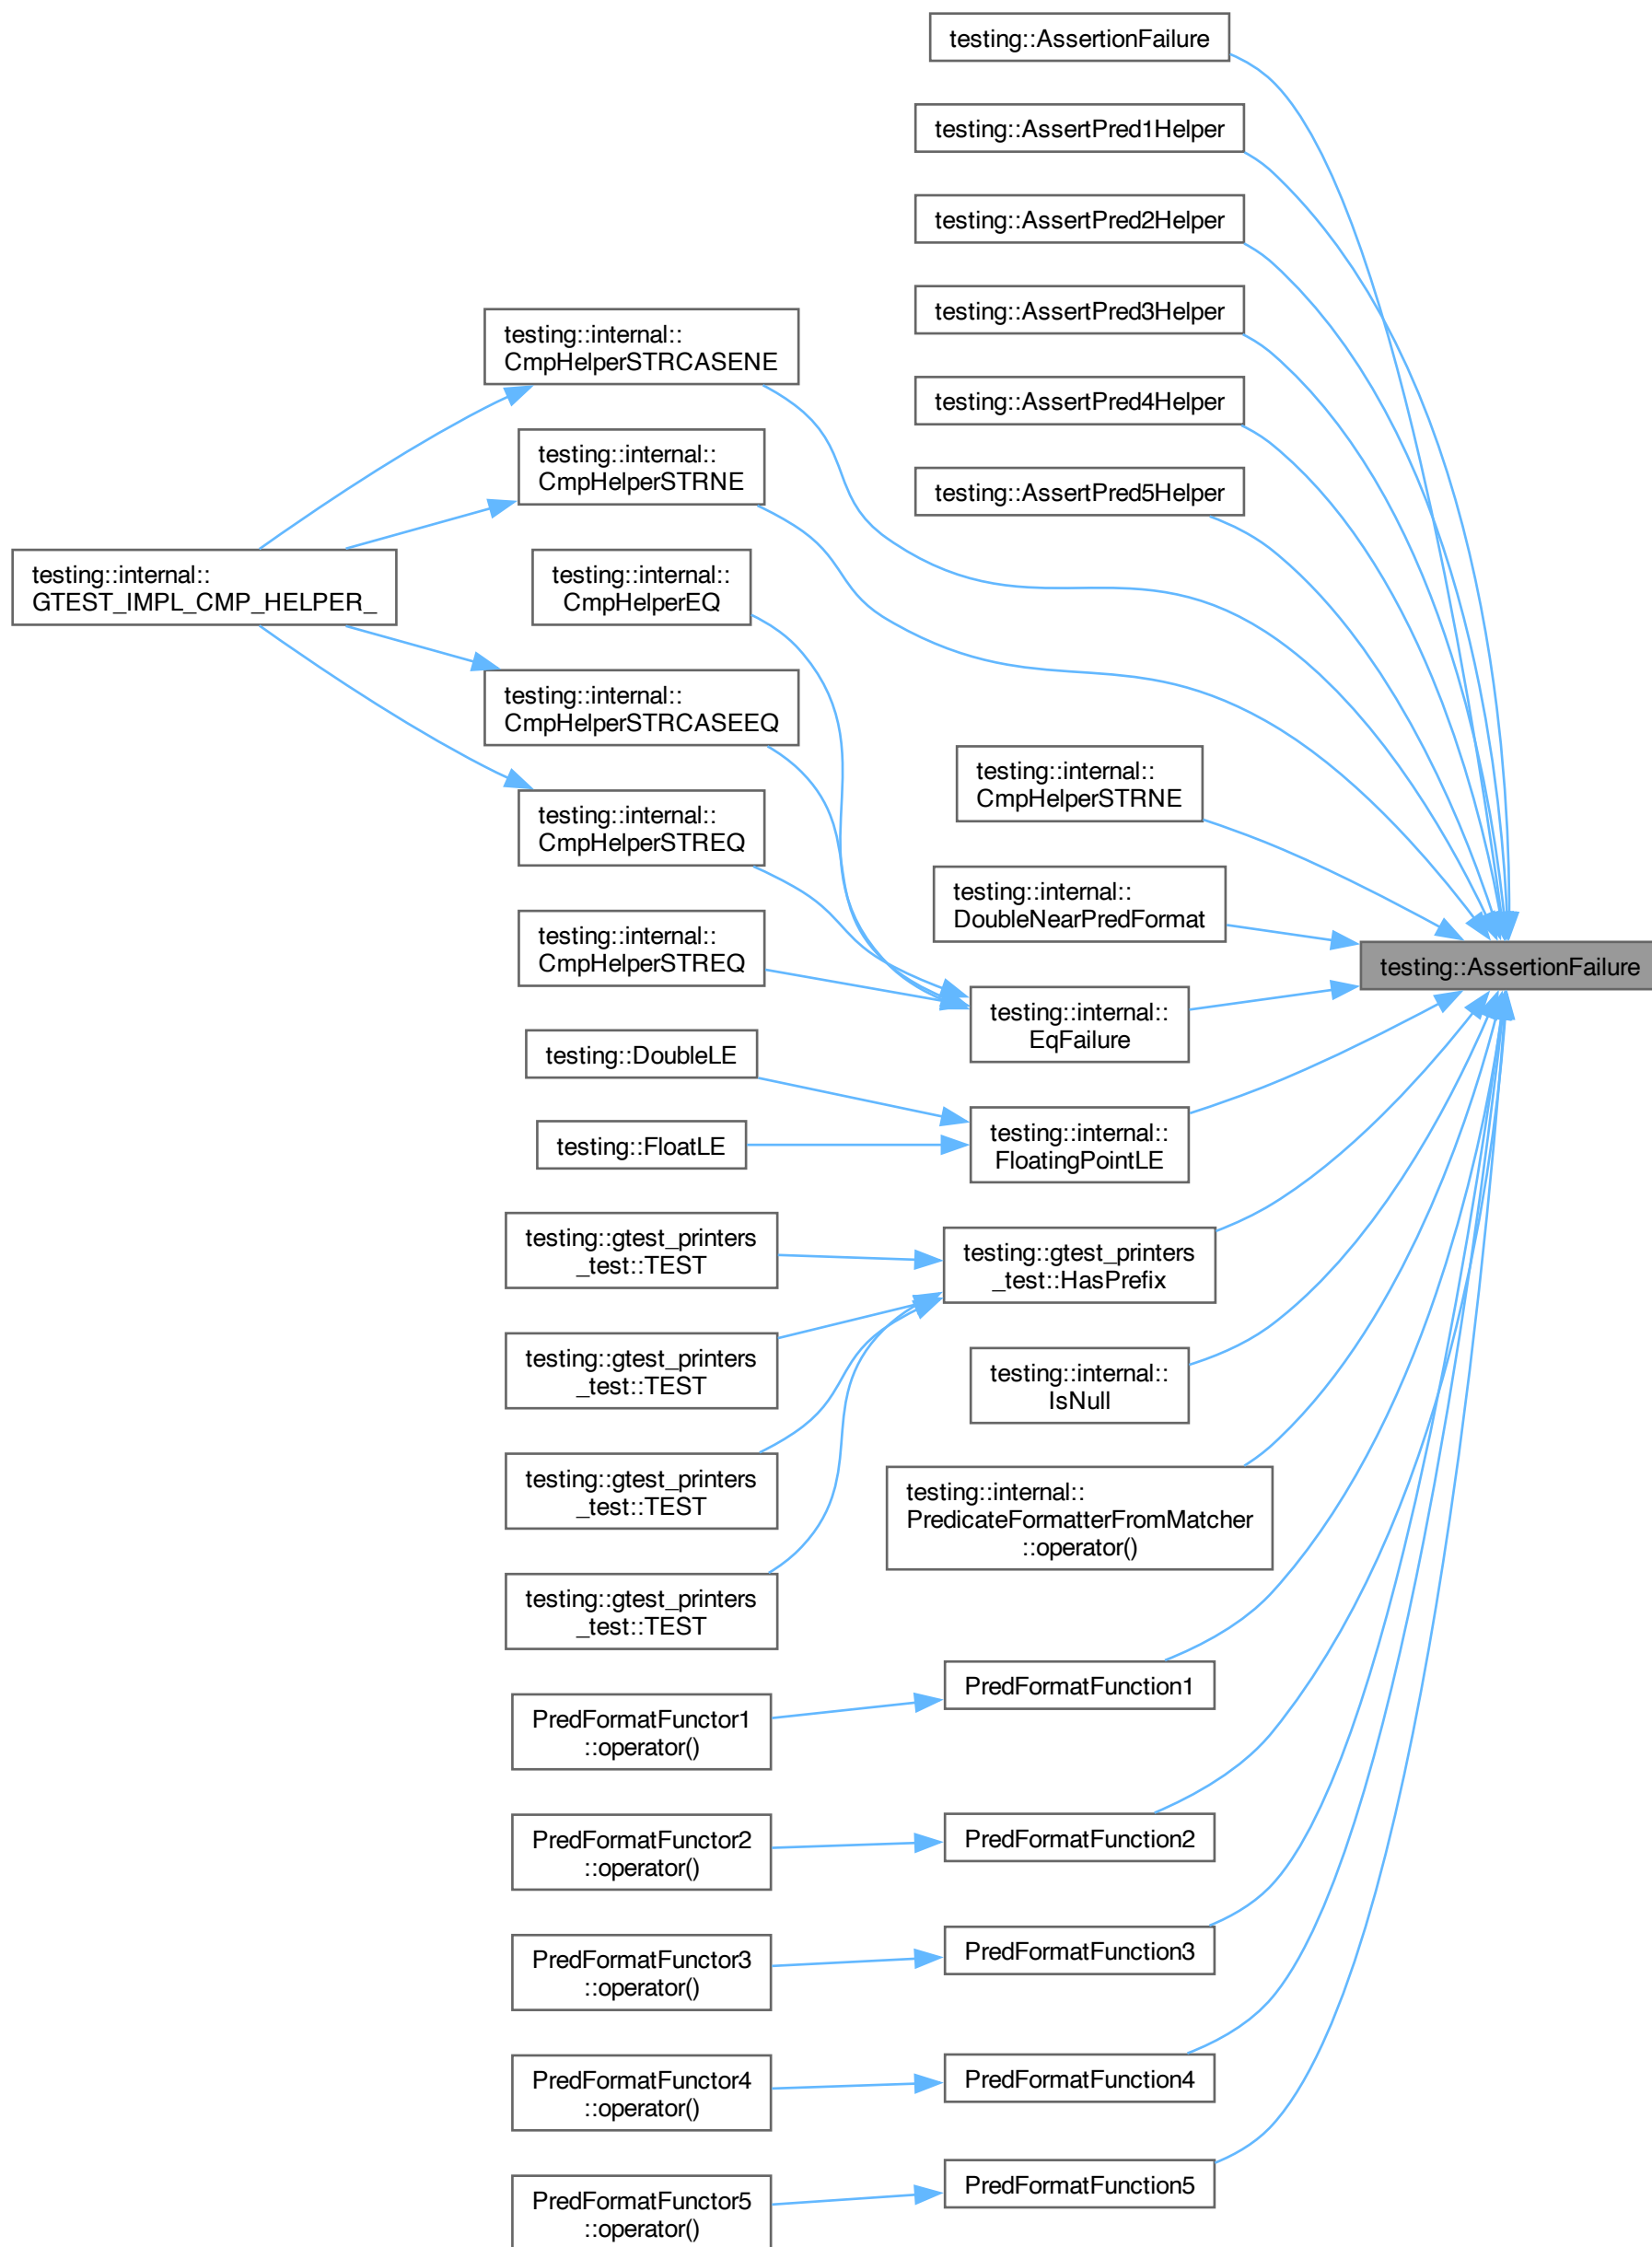 testing::AssertionFailure
testing::AssertPred1Helper
testing::AssertPred2Helper
testing::AssertPred3Helper
testing::AssertPred4Helper
testing::AssertPred5Helper
testing::internal::
CmpHelperSTRCASENE
testing::internal::
CmpHelperSTRNE
testing::internal::
GTEST_IMPL_CMP_HELPER_
testing::internal::
CmpHelperEQ
testing::internal::
CmpHelperSTRCASEEQ
testing::internal::
CmpHelperSTREQ
testing::internal::
CmpHelperSTREQ
testing::internal::
CmpHelperSTRNE
testing::internal::
DoubleNearPredFormat
testing::AssertionFailure
testing::internal::
EqFailure
testing::DoubleLE
testing::FloatLE
testing::internal::
FloatingPointLE
testing::gtest_printers
_test::TEST
testing::gtest_printers
_test::HasPrefix
testing::gtest_printers
_test::TEST
testing::internal::
IsNull
testing::gtest_printers
_test::TEST
testing::internal::
PredicateFormatterFromMatcher
::operator()
testing::gtest_printers
_test::TEST
PredFormatFunction1
PredFormatFunctor1
::operator()
PredFormatFunction2
PredFormatFunctor2
::operator()
PredFormatFunction3
PredFormatFunctor3
::operator()
PredFormatFunction4
PredFormatFunctor4
::operator()
PredFormatFunction5
PredFormatFunctor5
::operator()